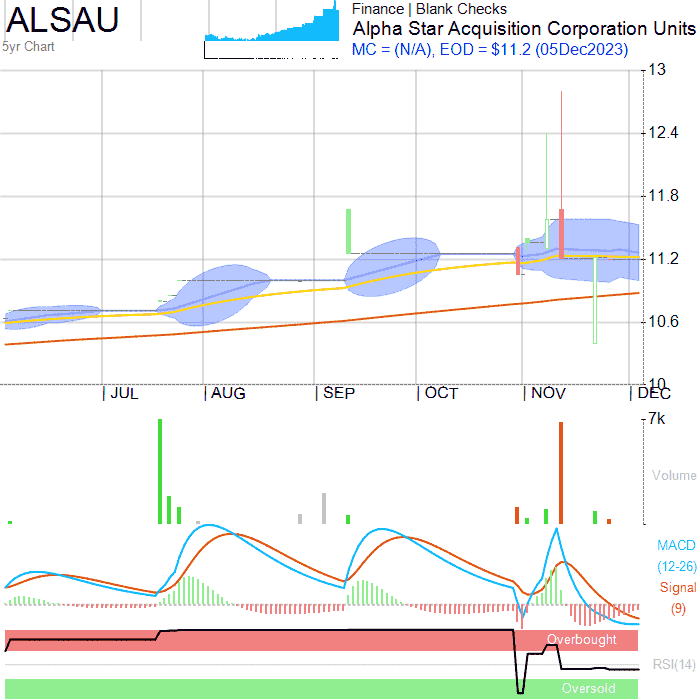 ALSAU
5yr Chart
Finance | Blank Checks
Alpha Star Acquisition Corporation Units
MC = (N/A), EOD = $11.2 (05Dec2023)
13
12.4
11.8
11.2
10.6
10
JUL AUG SEP OCT NOV DEC
7k
Volume
MACD
(12-26)
Signal
(9)
Overbought
RSI(14)
Oversold